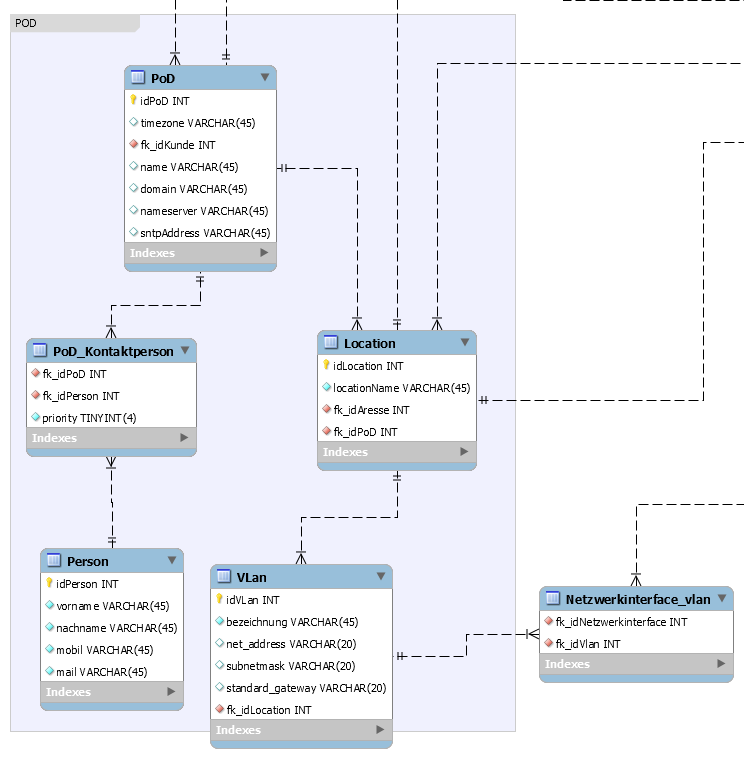 POD
PoD
idPoD INT
timezone VARCHAR(45)
fk_idKunde INT
name VARCHAR(45)
domain VARCHAR(45)
nameserver VARCHAR(45)
sntpAddress VARCHAR(45)
Indexes
PoD_Kontaktperson
fk_idPoD INT
fk_idPerson INT
priority TINYINT(4)
Indexes
Location
idLocation INT
locationName VARCHAR(45)
fk_idAresse INT
fk_idPoD INT
Indexes
Person
idPerson INT
vorname VARCHAR(45)
nachname VARCHAR(45)
mobil VARCHAR(45)
mail VARCHAR(45)
Indexes
VLan
idVLan INT
bezeichnung VARCHAR(45)
net_address VARCHAR(20)
subnetmask VARCHAR(20)
standard_gateway VARCHAR(20)
fk_idLocation INT
Indexes
Netzwerkinterface_vlan
fk_idNetzwerkinterface INT
fk_idVlan INT
Indexes